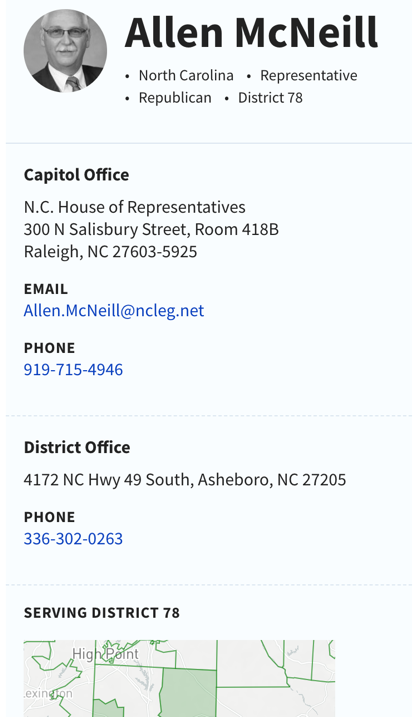 Allen McNeill
• North Carolina • Representative
• Republican • District 78
Capitol Office
N.C. House of Representatives
300 N Salisbury Street, Room 418B
Raleigh, NC 27603-5925
EMAIL
Allen.McNeill@ncleg.net
PHONE
919-715-4946
District Office
4172 NC Hwy 49 South, Asheboro, NC 27205
PHONE
336-302-0263
SERVING DISTRICT 78
High Point
exington